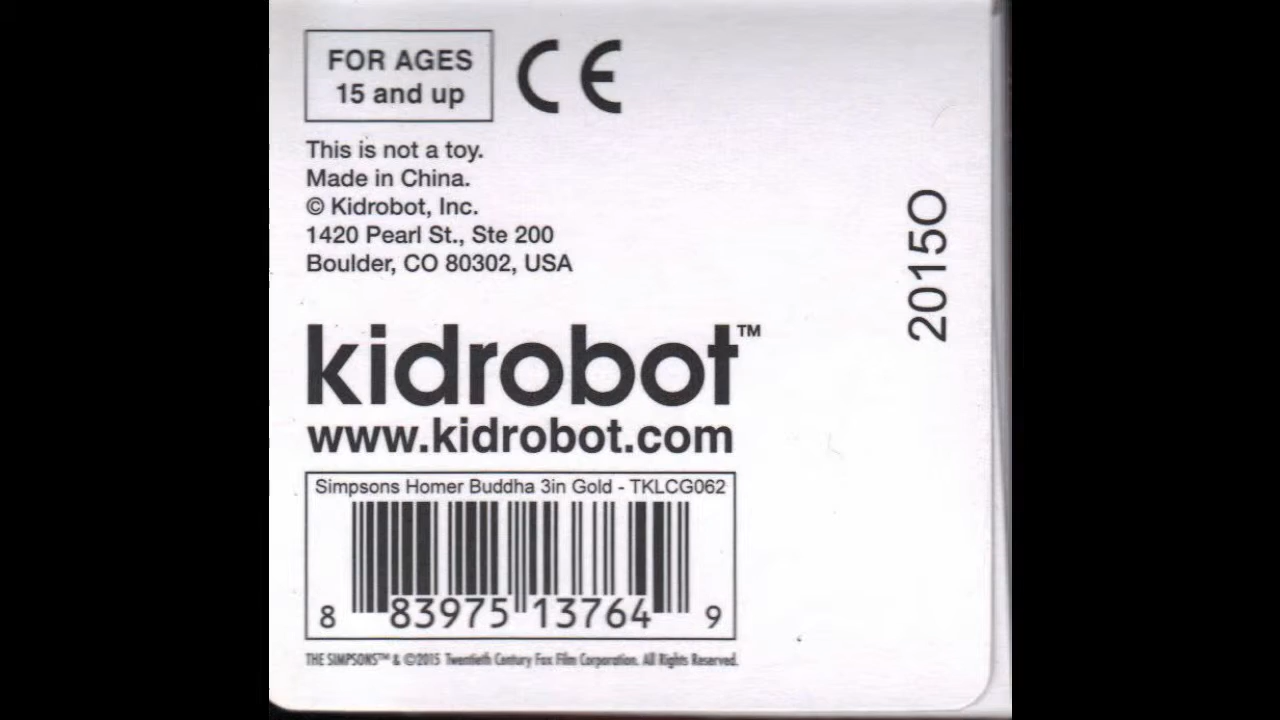 FOR AGES
15 and up
CE
This is not a toy.
Made in China.
© Kidrobot, Inc.
1420 Pearl St., Ste 200
Boulder, CO 80302, USA
kidrobot™
www.kidrobot.com
Simpsons Homer Buddha 3in Gold - TKLCG062
8 83975 13764 9
THE SIMPSONS™ & ©2015 Twentieth Century Fox Film Corporation. All Rights Reserved.
2015O